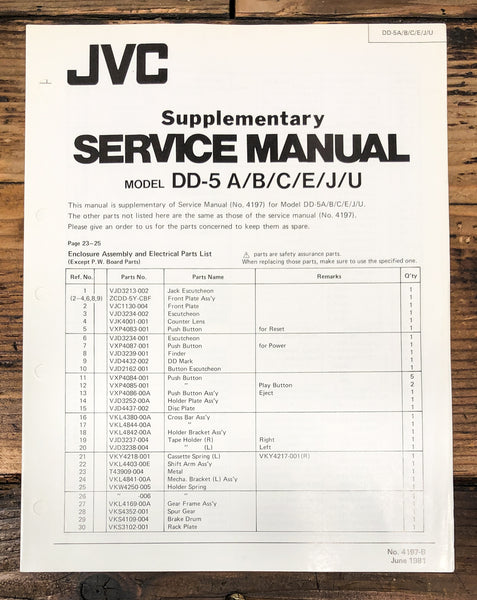 DD-5A/B/C/E/J/U
JVC
Supplementary
SERVICE MANUAL
MODEL DD-5 A/B/C/E/J/U
This manual is supplementary of Service Manual (No. 4197) for Model DD-5A/B/C/E/J/U.
The other parts not listed here are the same as those of the service manual (No. 4197).
Please give an order to us for the parts concerned to keep them as spare.
Page 23–25
Enclosure Assembly and Electrical Parts List
(Except P.W. Board Parts)
⚠ parts are safety assurance parts.
When replacing those parts, make sure to use the specified one.
Ref. No. Parts No. Parts Name Remarks Q'ty
1 VJD3213-002 Jack Escutcheon 1
(2–4,6,8,9) ZCDD-5Y-CBF Front Plate Ass'y 1
2 VJC1130-004 Front Plate 1
3 VJD3234-002 Escutcheon 1
4 VJK4001-001 Counter Lens 1
5 VXP4083-001 Push Button for Reset 1
6 VJD3234-001 Escutcheon 1
7 VXP4087-001 Push Button for Power 1
8 VJD3239-001 Finder 1
9 VJD4432-002 DD Mark 1
10 VJD2162-001 Button Escutcheon 1
11 VXP4084-001 Push Button 5
12 VXP4085-001 " Play Button 2
13 VXP4086-00A Push Button Ass'y Eject 1
14 VJD3252-00A Holder Plate Ass'y 1
15 VJD4437-002 Disc Plate 1
16 VKL4380-00A Cross Bar Ass'y 1
17 VKL4844-00A " 1
18 VKL4842-00A Holder Bracket Ass'y 1
19 VJD3237-004 Tape Holder (R) Right 1
20 VJD3238-004 " (L) Left 1
21 VKY4218-001 Cassette Spring (L) VKY4217-001(R) 1
22 VKL4403-00E Shift Arm Ass'y 1
23 T43909-004 Metal 1
24 VKL4841-00A Mecha. Bracket (L) Ass'y 1
25 VKW4250-005 Holder Spring 1
26 " -006 " 1
27 VKL4169-00A Gear Frame Ass'y 1
28 VKS4352-001 Spur Gear 1
29 VKS4109-004 Brake Drum 1
30 VKS3102-001 Rack Plate 1
No. 4197-B
June 1981